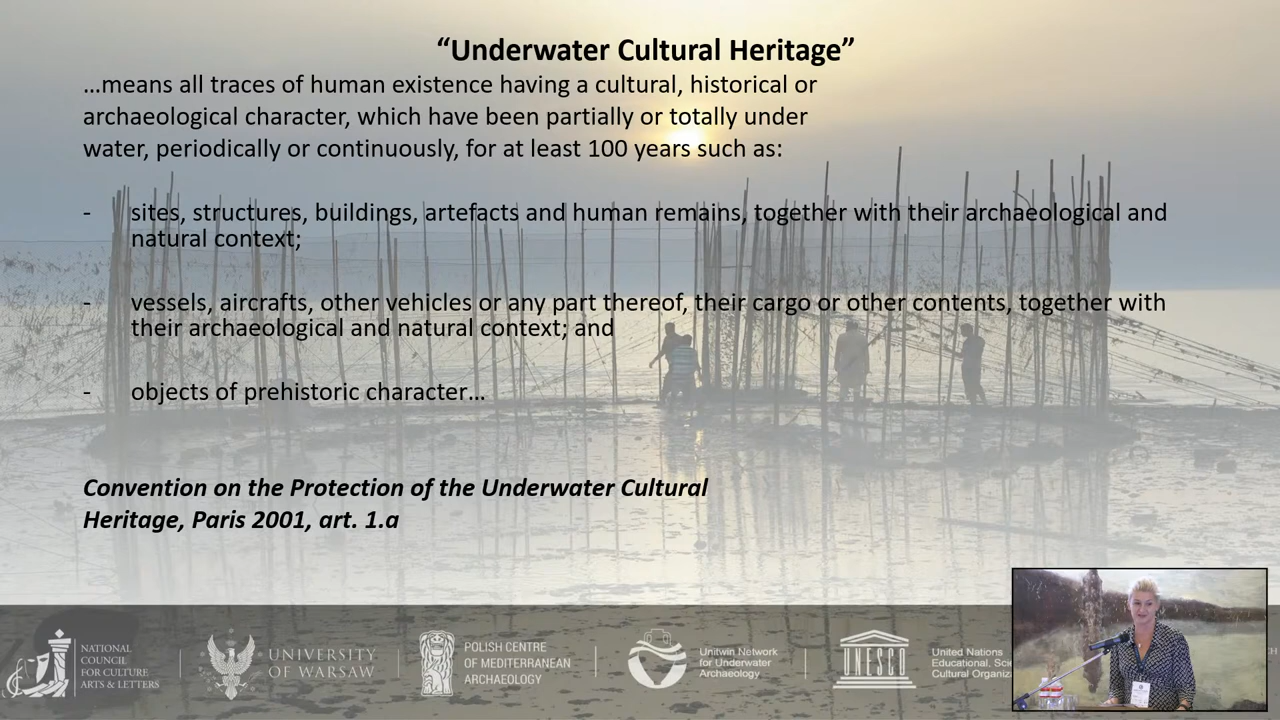 “Underwater Cultural Heritage”
…means all traces of human existence having a cultural, historical or
archaeological character, which have been partially or totally under
water, periodically or continuously, for at least 100 years such as:
- sites, structures, buildings, artefacts and human remains, together with their archaeological and
natural context;
- vessels, aircrafts, other vehicles or any part thereof, their cargo or other contents, together with
their archaeological and natural context; and
- objects of prehistoric character…
Convention on the Protection of the Underwater Cultural
Heritage, Paris 2001, art. 1.a
NATIONAL
COUNCIL
FOR CULTURE
ARTS & LETTERS
UNIVERSITY
OF WARSAW
POLISH CENTRE
OF MEDITERRANEAN
ARCHAEOLOGY
Unitwin Network
for Underwater
Archaeology
UNESCO
United Nations
Educational,
Cultural